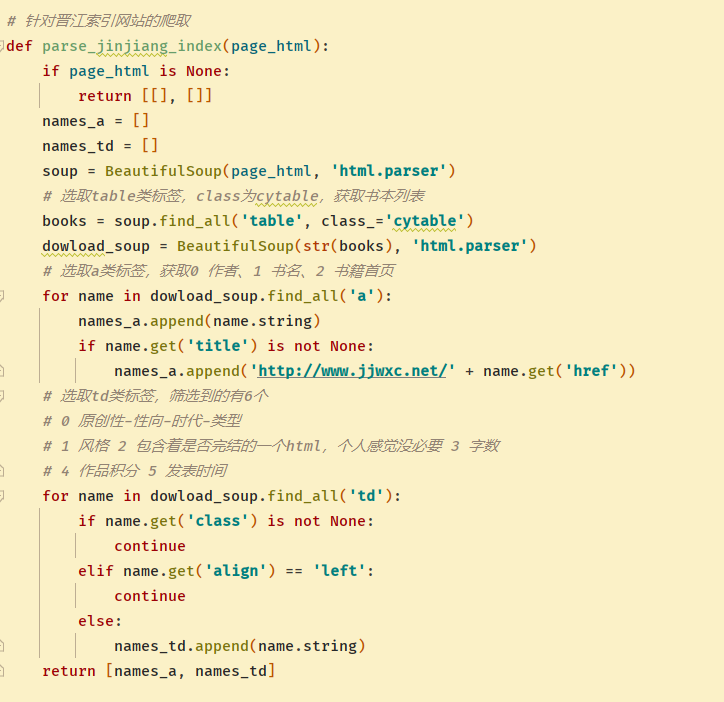 # 针对晋江索引网站的爬取
def parse_jinjiang_index(page_html):
    if page_html is None:
        return [[], []]
    names_a = []
    names_td = []
    soup = BeautifulSoup(page_html, 'html.parser')
    # 选取table类标签，class为cytable，获取书本列表
    books = soup.find_all('table', class_='cytable')
    dowload_soup = BeautifulSoup(str(books), 'html.parser')
    # 选取a类标签，获取0 作者、1 书名、2 书籍首页
    for name in dowload_soup.find_all('a'):
        names_a.append(name.string)
        if name.get('title') is not None:
            names_a.append('http://www.jjwxc.net/' + name.get('href'))
    # 选取td类标签，筛选到的有6个
    # 0 原创性-性向-时代-类型
    # 1 风格 2 包含着是否完结的一个html，个人感觉没必要 3 字数
    # 4 作品积分 5 发表时间
    for name in dowload_soup.find_all('td'):
        if name.get('class') is not None:
            continue
        elif name.get('align') == 'left':
            continue
        else:
            names_td.append(name.string)
    return [names_a, names_td]